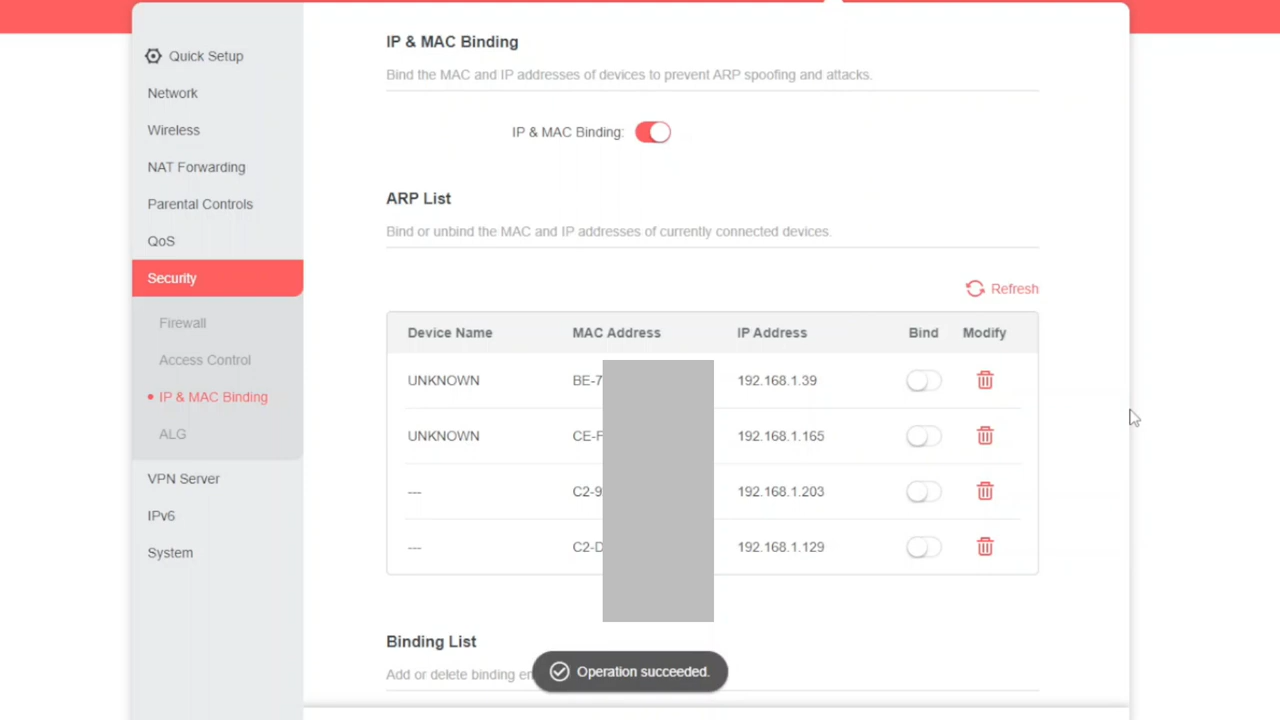 Quick Setup
Network
Wireless
NAT Forwarding
Parental Controls
QoS
Security
Firewall
Access Control
IP & MAC Binding
ALG
VPN Server
IPv6
System
IP & MAC Binding
Bind the MAC and IP addresses of devices to prevent ARP spoofing and attacks.
IP & MAC Binding:
ARP List
Bind or unbind the MAC and IP addresses of currently connected devices.
Refresh
Device Name MAC Address IP Address Bind Modify
UNKNOWN BE-7 192.168.1.39
UNKNOWN CE-F 192.168.1.165
--- C2-9 192.168.1.203
--- C2-D 192.168.1.129
Binding List
Add or delete binding
Operation succeeded.